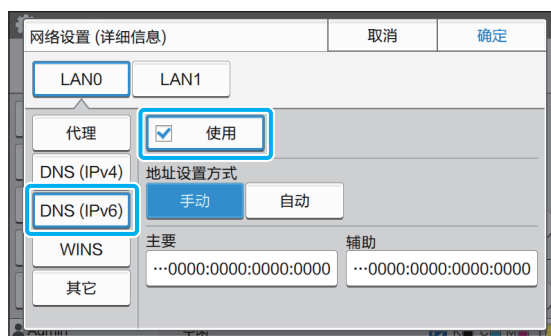 网络设置 (详细信息)
取消
确定
LAN0
LAN1
代理
使用
DNS (IPv4)
地址设置方式
DNS (IPv6)
手动
自动
WINS
主要
辅助
···0000:0000:0000:0000
···0000:0000:0000:0000
其它